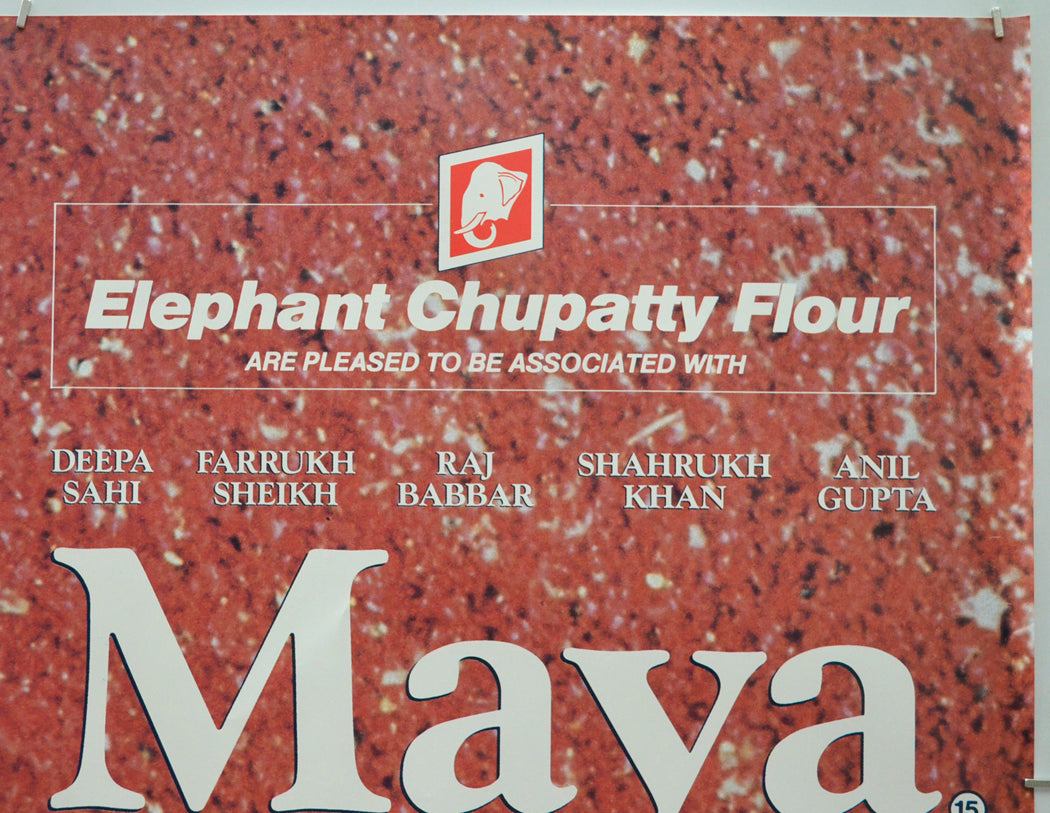 Elephant Chupatty Flour
ARE PLEASED TO BE ASSOCIATED WITH
DEEPA SAHI
FARRUKH SHEIKH
RAJ BABBAR
SHAHRUKH KHAN
ANIL GUPTA
Maya
15